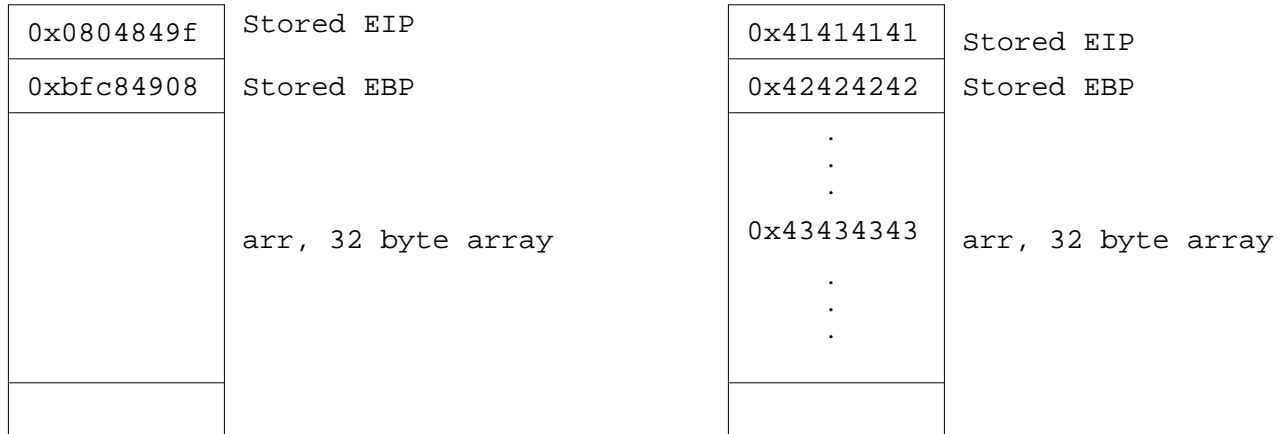 0x0804849f Stored EIP
0xbfc84908 Stored EBP
arr, 32 byte array
0x41414141 Stored EIP
0x42424242 Stored EBP
.
.
.
0x43434343 arr, 32 byte array
.
.
.